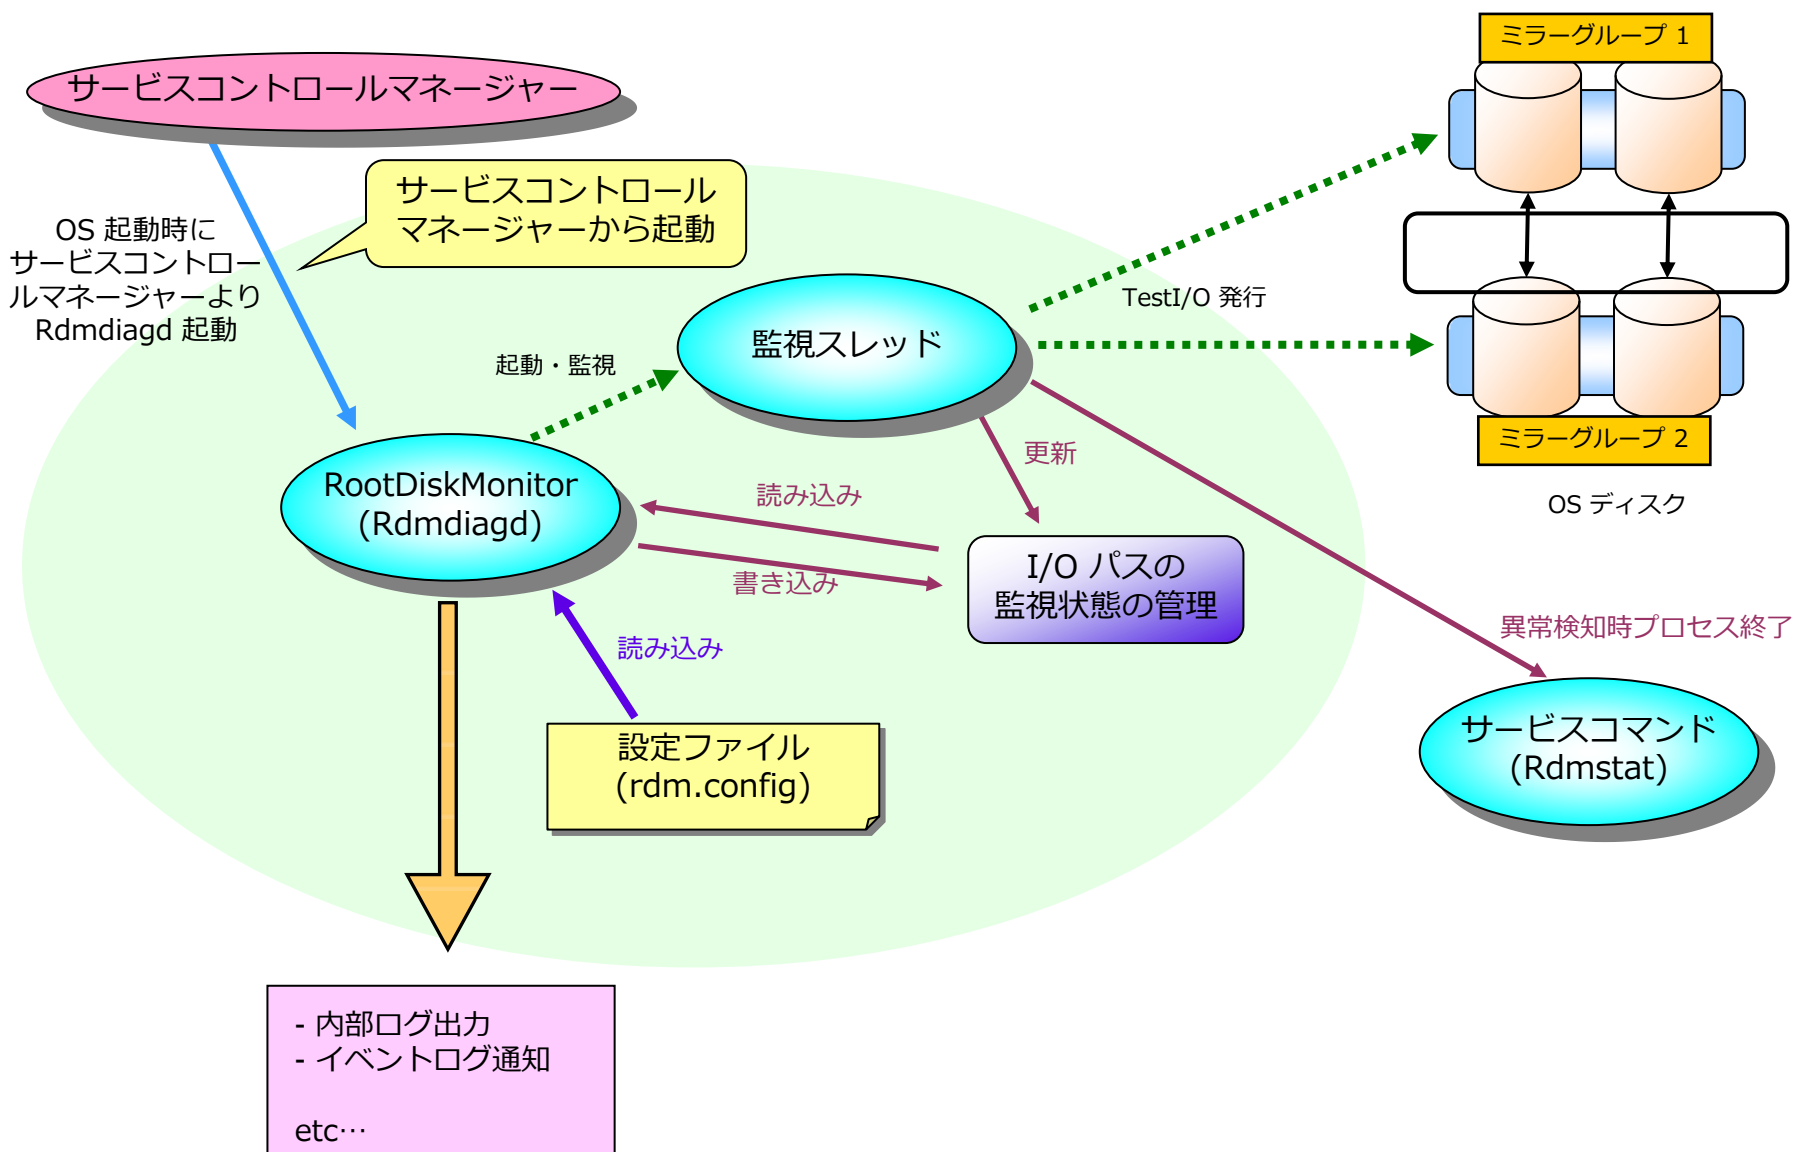 ミラーグループ 1
サービスコントロールマネージャー
サービスコントロール
マネージャーから起動
OS 起動時に
サービスコントロー
ルマネージャーより
Rdmdiagd 起動
TestI/O 発行
監視スレッド
起動・監視
ミラーグループ 2
OS ディスク
更新
読み込み
RootDiskMonitor
(Rdmdiagd)
書き込み
I/O パスの
監視状態の管理
異常検知時プロセス終了
読み込み
サービスコマンド
(Rdmstat)
設定ファイル
(rdm.config)
- 内部ログ出力
- イベントログ通知
etc…